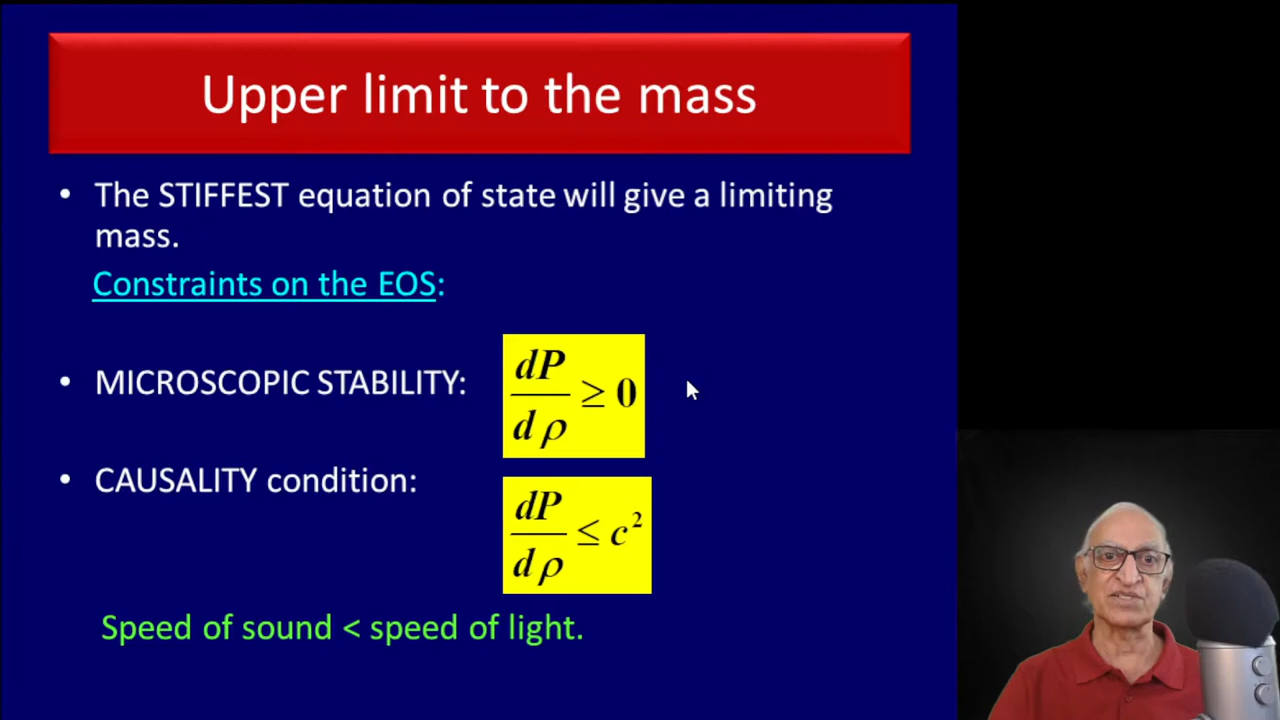 Upper limit to the mass
• The STIFFEST equation of state will give a limiting
mass.
Constraints on the EOS:
• MICROSCOPIC STABILITY:
dP/dρ ≥ 0
• CAUSALITY condition:
dP/dρ ≤ c²
Speed of sound < speed of light.